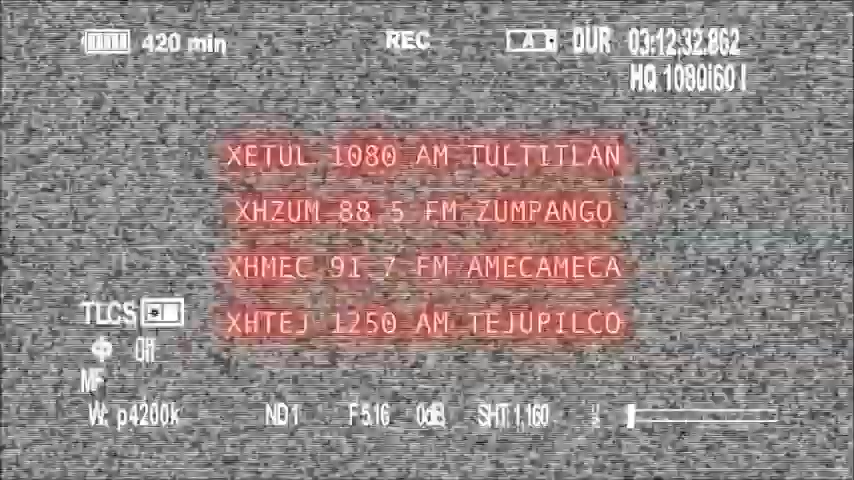 420 min REC A DUR 03:12:32.862
HQ 1080i60 I
XETUL 1080 AM TULTITLAN
XHZUM 88.5 FM ZUMPANGO
XHMEC 91.7 FM AMECAMECA
XHTEJ 1250 AM TEJUPILCO
TLCS
Off
MF
W: p4200k ND1 F5.16 0dB SHT:1,160